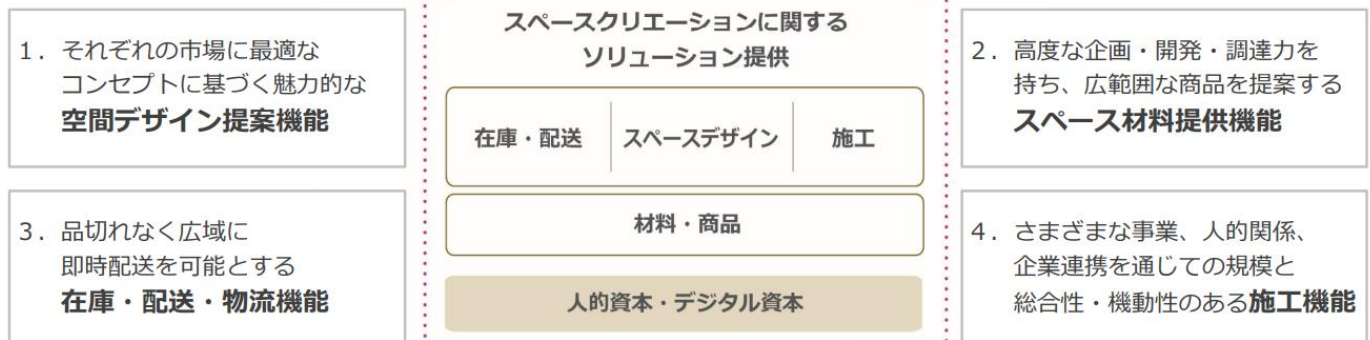 1．それぞれの市場に最適な
コンセプトに基づく魅力的な
空間デザイン提案機能
3．品切れなく広域に
即時配送を可能とする
在庫・配送・物流機能
スペースクリエーションに関する
ソリューション提供
在庫・配送
スペースデザイン
施工
材料・商品
人的資本・デジタル資本
2．高度な企画・開発・調達力を
持ち、広範囲な商品を提案する
スペース材料提供機能
4．さまざまな事業、人的関係、
企業連携を通じての規模と
総合性・機動性のある施工機能